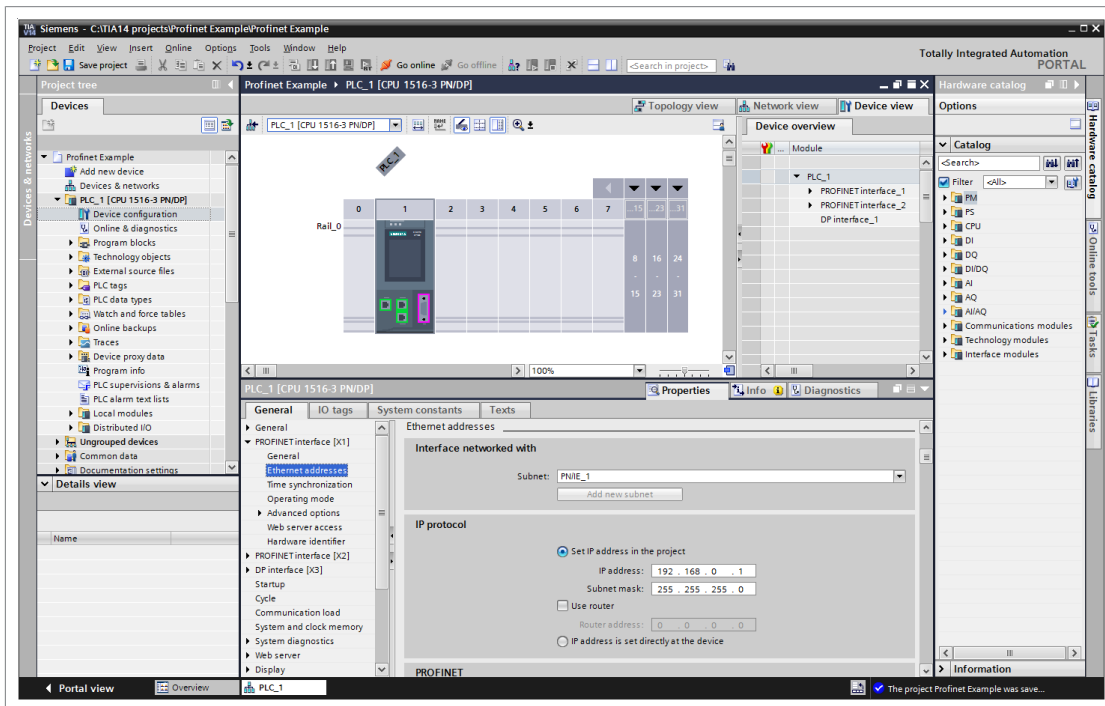 Siemens - C:\TIA14 projects\Profinet Example\Profinet Example
Project Edit View Insert Online Options Tools Window Help
Totally Integrated Automation
PORTAL
Save project Go online Go offline <Search in project>
Project tree
Profinet Example PLC_1 [CPU 1516-3 PN/DP]
Hardware catalog
Devices
Topology view Network view Device view
Options
PLC_1 [CPU 1516-3 PN/DP]
Device overview
Devices & networks
Profinet Example
Add new device
Devices & networks
PLC_1 [CPU 1516-3 PN/DP]
Device configuration
Online & diagnostics
Program blocks
Technology objects
External source files
PLC tags
PLC data types
Watch and force tables
Online backups
Traces
Device proxy data
Program info
PLC supervisions & alarms
PLC alarm text lists
Local modules
Distributed I/O
Ungrouped devices
Common data
Documentation settings
Details view
Name
PLC_1
0 1 2 3 4 5 6 7 ...15 ...23 ...31
Rail_0
SIEMENS
8 16 24
- - -
15 23 31
100%
... Module
PLC_1
PROFINET interface_1
PROFINET interface_2
DP interface_1
Catalog
<Search>
Filter <All>
PM
PS
CPU
DI
DQ
DI/DQ
AI
AQ
AI/AQ
Communications modules
Technology modules
Interface modules
Information
Hardware catalog
Online tools
Tasks
Libraries
PLC_1 [CPU 1516-3 PN/DP]
Properties Info Diagnostics
General IO tags System constants Texts
General
PROFINET interface [X1]
General
Ethernet addresses
Time synchronization
Operating mode
Advanced options
Web server access
Hardware identifier
PROFINET interface [X2]
DP interface [X3]
Startup
Cycle
Communication load
System and clock memory
System diagnostics
Web server
Display
Ethernet addresses
Interface networked with
Subnet: PN/IE_1
Add new subnet
IP protocol
Set IP address in the project
IP address: 192 . 168 . 0 . 1
Subnet mask: 255 . 255 . 255 . 0
Use router
Router address: 0 . 0 . 0 . 0
IP address is set directly at the device
PROFINET
Portal view Overview PLC_1
The project Profinet Example was save...